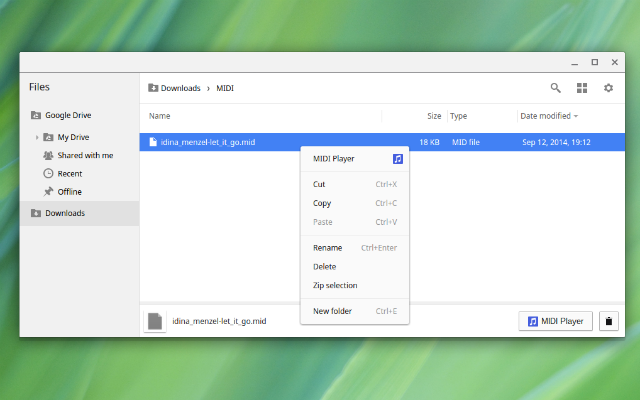 Files
Downloads › MIDI
Google Drive
My Drive
Shared with me
Recent
Offline
Downloads
Name Size Type Date modified
idina_menzel-let_it_go.mid 18 KB MID file Sep 12, 2014, 19:12
MIDI Player
Cut Ctrl+X
Copy Ctrl+C
Paste Ctrl+V
Rename Ctrl+Enter
Delete
Zip selection
New folder Ctrl+E
idina_menzel-let_it_go.mid MIDI Player